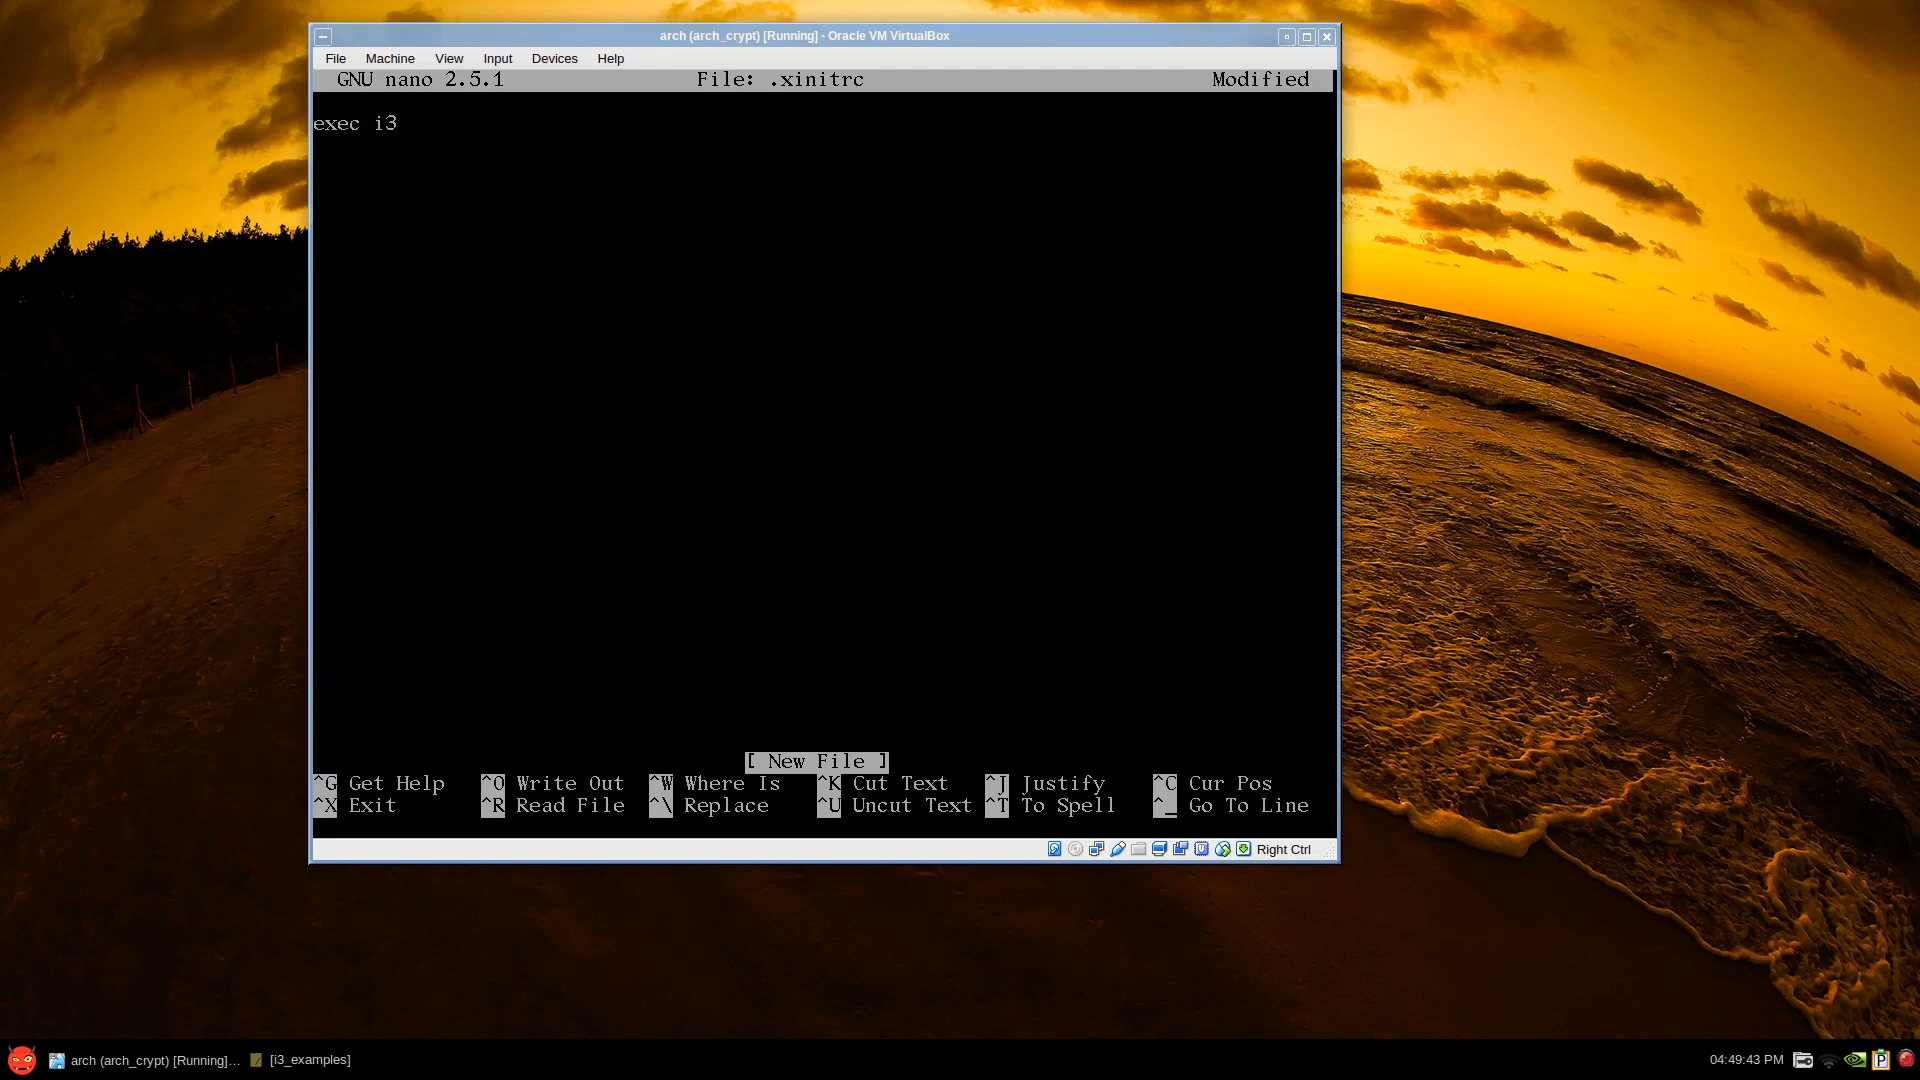 arch (arch_crypt) [Running] - Oracle VM VirtualBox
File Machine View Input Devices Help
GNU nano 2.5.1 File: .xinitrc Modified
exec i3
[ New File ]
^G Get Help ^O Write Out ^W Where Is ^K Cut Text ^J Justify ^C Cur Pos
^X Exit ^R Read File ^\ Replace ^U Uncut Text ^T To Spell ^_ Go To Line
Right Ctrl
arch (arch_crypt) [Running]... [i3_examples] 04:49:43 PM P